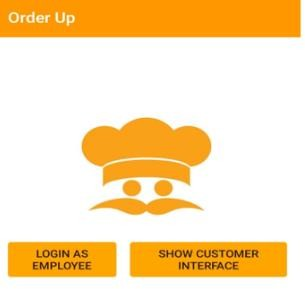 Order Up
LOGIN AS
EMPLOYEE
SHOW CUSTOMER
INTERFACE